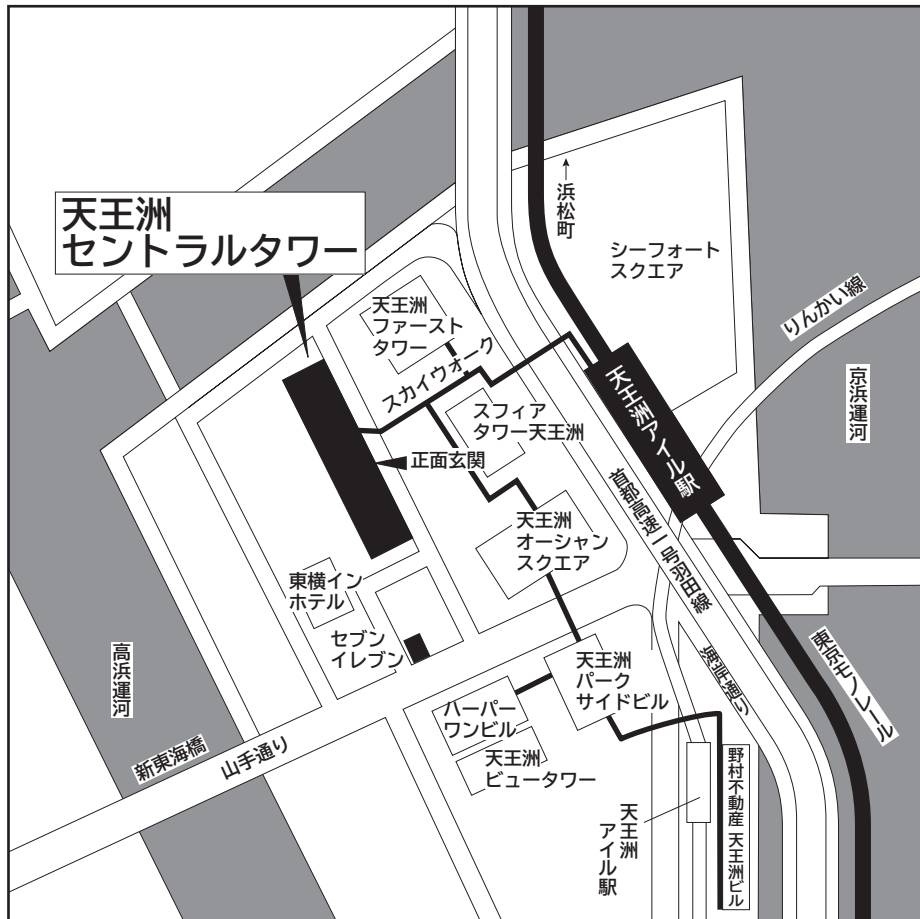 ↑浜松町
シーフォート
スクエア
天王洲
セントラルタワー
りんかい線
天王洲
ファースト
タワー
スカイウォーク
天王洲アイル駅
京浜運河
スフィア
タワー天王洲
正面玄関
首都高速一号羽田線
天王洲
オーシャン
スクエア
東横イン
ホテル
セブン
イレブン
高浜運河
天王洲
パーク
サイドビル
海岸通り
東京モノレール
ハーパー
ワンビル
新東海橋
山手通り
天王洲
ビュータワー
野村不動産 天王洲ビル
天王洲
アイル駅